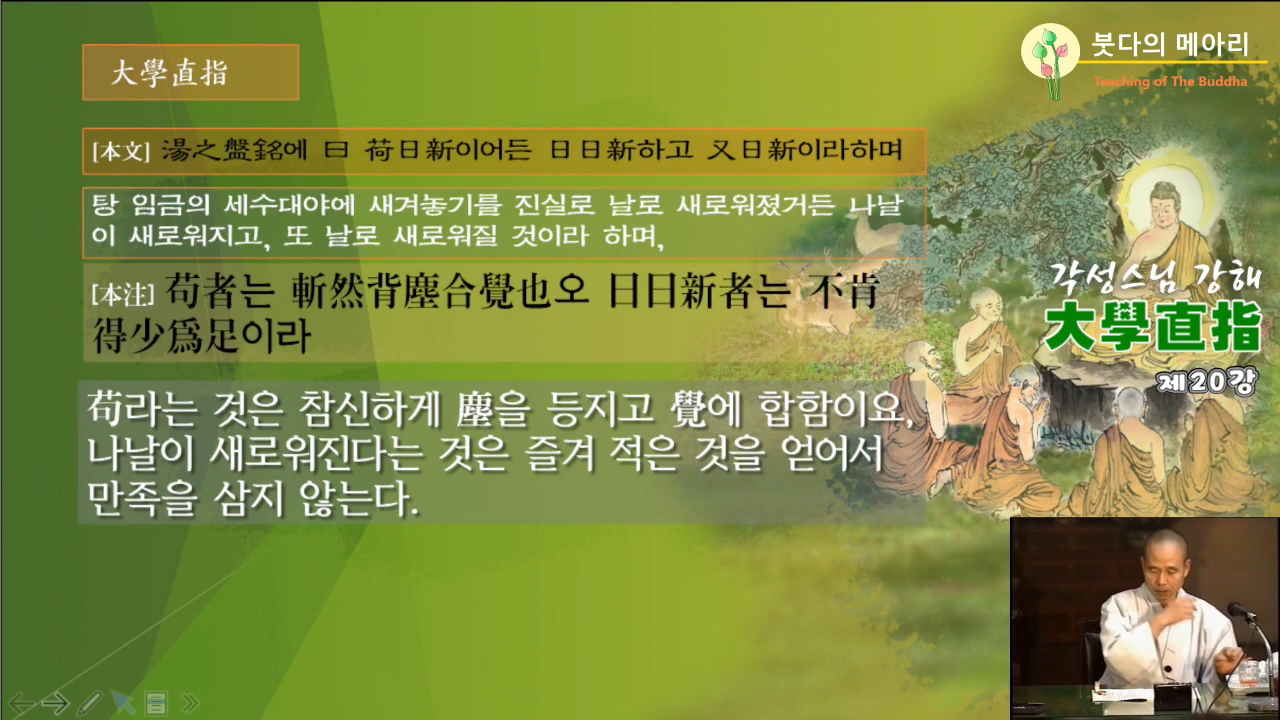 大學直指
붓다의 메아리
Teaching of The Buddha
[本文] 湯之盤銘에 曰 荷日新이어든 日日新하고 又日新이라하며
탕 임금의 세수대야에 새겨놓기를 진실로 날로 새로워졌거든 나날
이 새로워지고, 또 날로 새로워질 것이라 하며,
[本注] 苟者는 斬然背塵合覺也오 日日新者는 不肯
得少爲足이라
苟라는 것은 참신하게 塵을 등지고 覺에 합함이요,
나날이 새로워진다는 것은 즐겨 적은 것을 얻어서
만족을 삼지 않는다.
각성스님 강해
大學直指
제20강